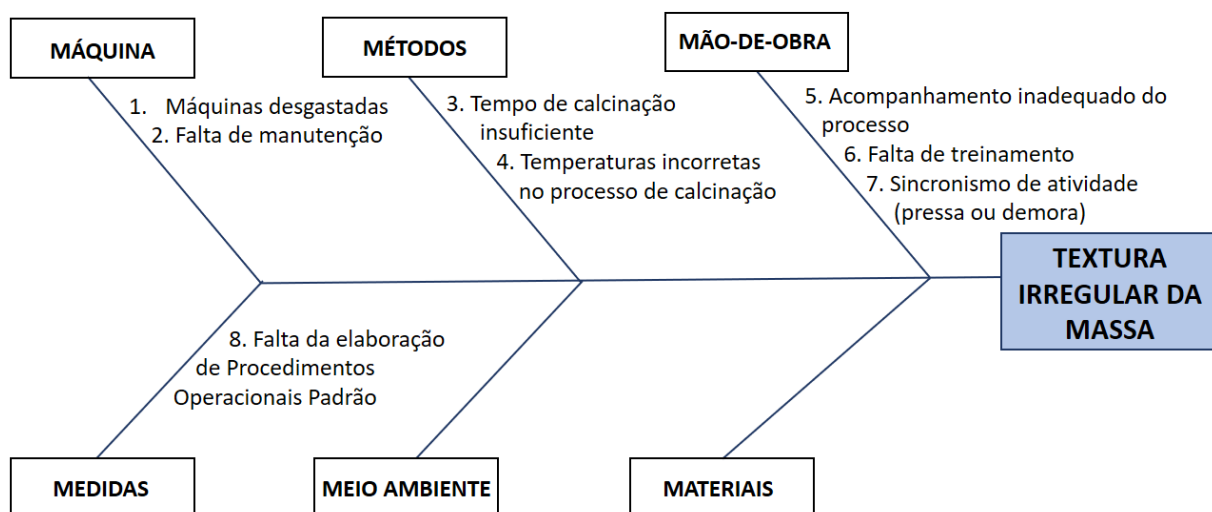 MÁQUINA
MÉTODOS
MÃO-DE-OBRA
1. Máquinas desgastadas
2. Falta de manutenção
3. Tempo de calcinação
insuficiente
4. Temperaturas incorretas
no processo de calcinação
5. Acompanhamento inadequado do
processo
6. Falta de treinamento
7. Sincronismo de atividade
(pressa ou demora)
TEXTURA
IRREGULAR DA
MASSA
8. Falta da elaboração
de Procedimentos
Operacionais Padrão
MEDIDAS
MEIO AMBIENTE
MATERIAIS